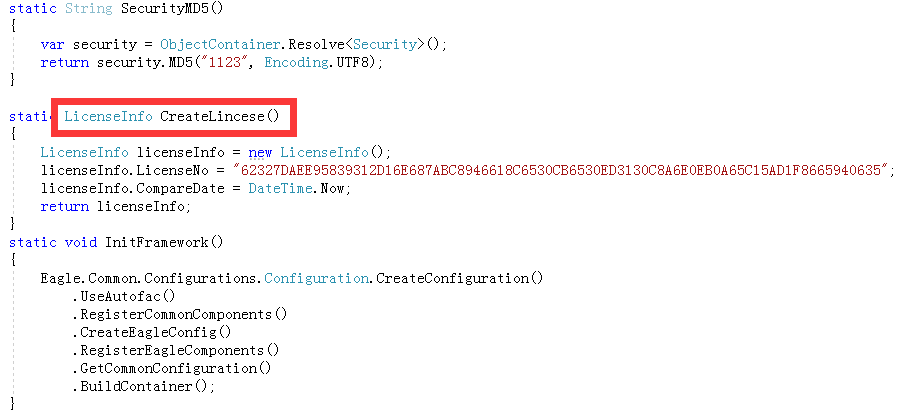 static String SecurityMD5()
{
var security = ObjectContainer.Resolve<Security>();
return security.MD5("1123", Encoding.UTF8);
}
static LicenseInfo CreateLincese()
{
LicenseInfo licenseInfo = new LicenseInfo();
licenseInfo.LicenseNo = "62327DAEE95839312D16E687ABC8946618C6530CB6530ED3130C8A6E0EB0A65C15AD1F8665940635";
licenseInfo.CompareDate = DateTime.Now;
return licenseInfo;
}
static void InitFramework()
{
Eagle.Common.Configurations.Configuration.CreateConfiguration()
.UseAutofac()
.RegisterCommonComponents()
.CreateEagleConfig()
.RegisterEagleComponents()
.GetCommonConfiguration()
.BuildContainer();
}